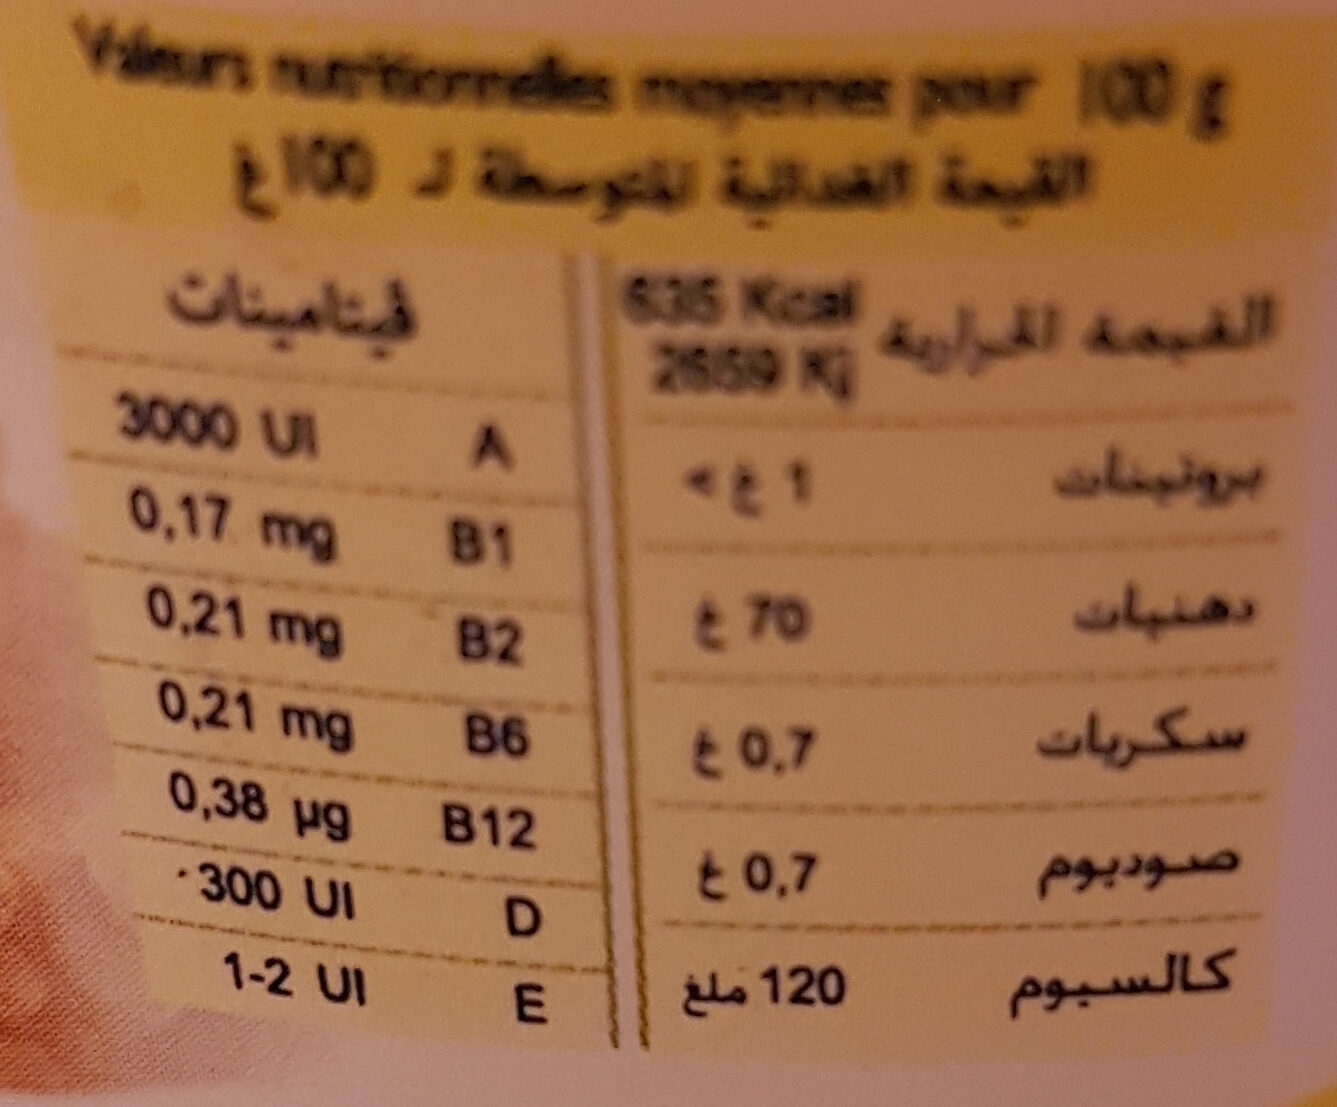 Valeurs nutritionnelles moyennes pour 100 g
القيمة الغذائية المتوسطة لـ 100 غ
القيمة الحرارية 635 Kcal
2659 Kj
بروتينات 1 غ >
دهنيات 70 غ
سكريات 0,7 غ
صوديوم 0,7 غ
كالسيوم 120 ملغ
فيتامينات
3000 UI A
0,17 mg B1
0,21 mg B2
0,21 mg B6
0,38 µg B12
300 UI D
1-2 UI E